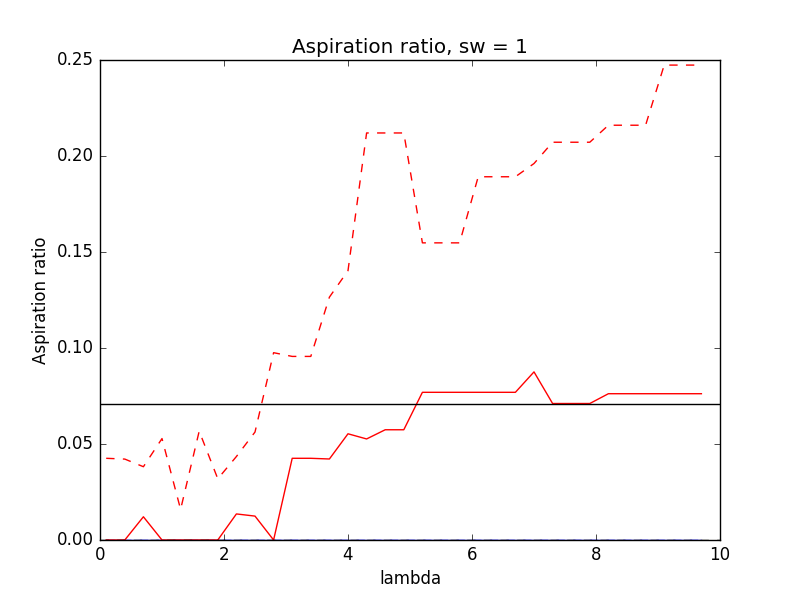 Aspiration ratio, sw = 1
0.25
0.20
0.15
0.10
0.05
0.00
Aspiration ratio
0 2 4 6 8 10
lambda